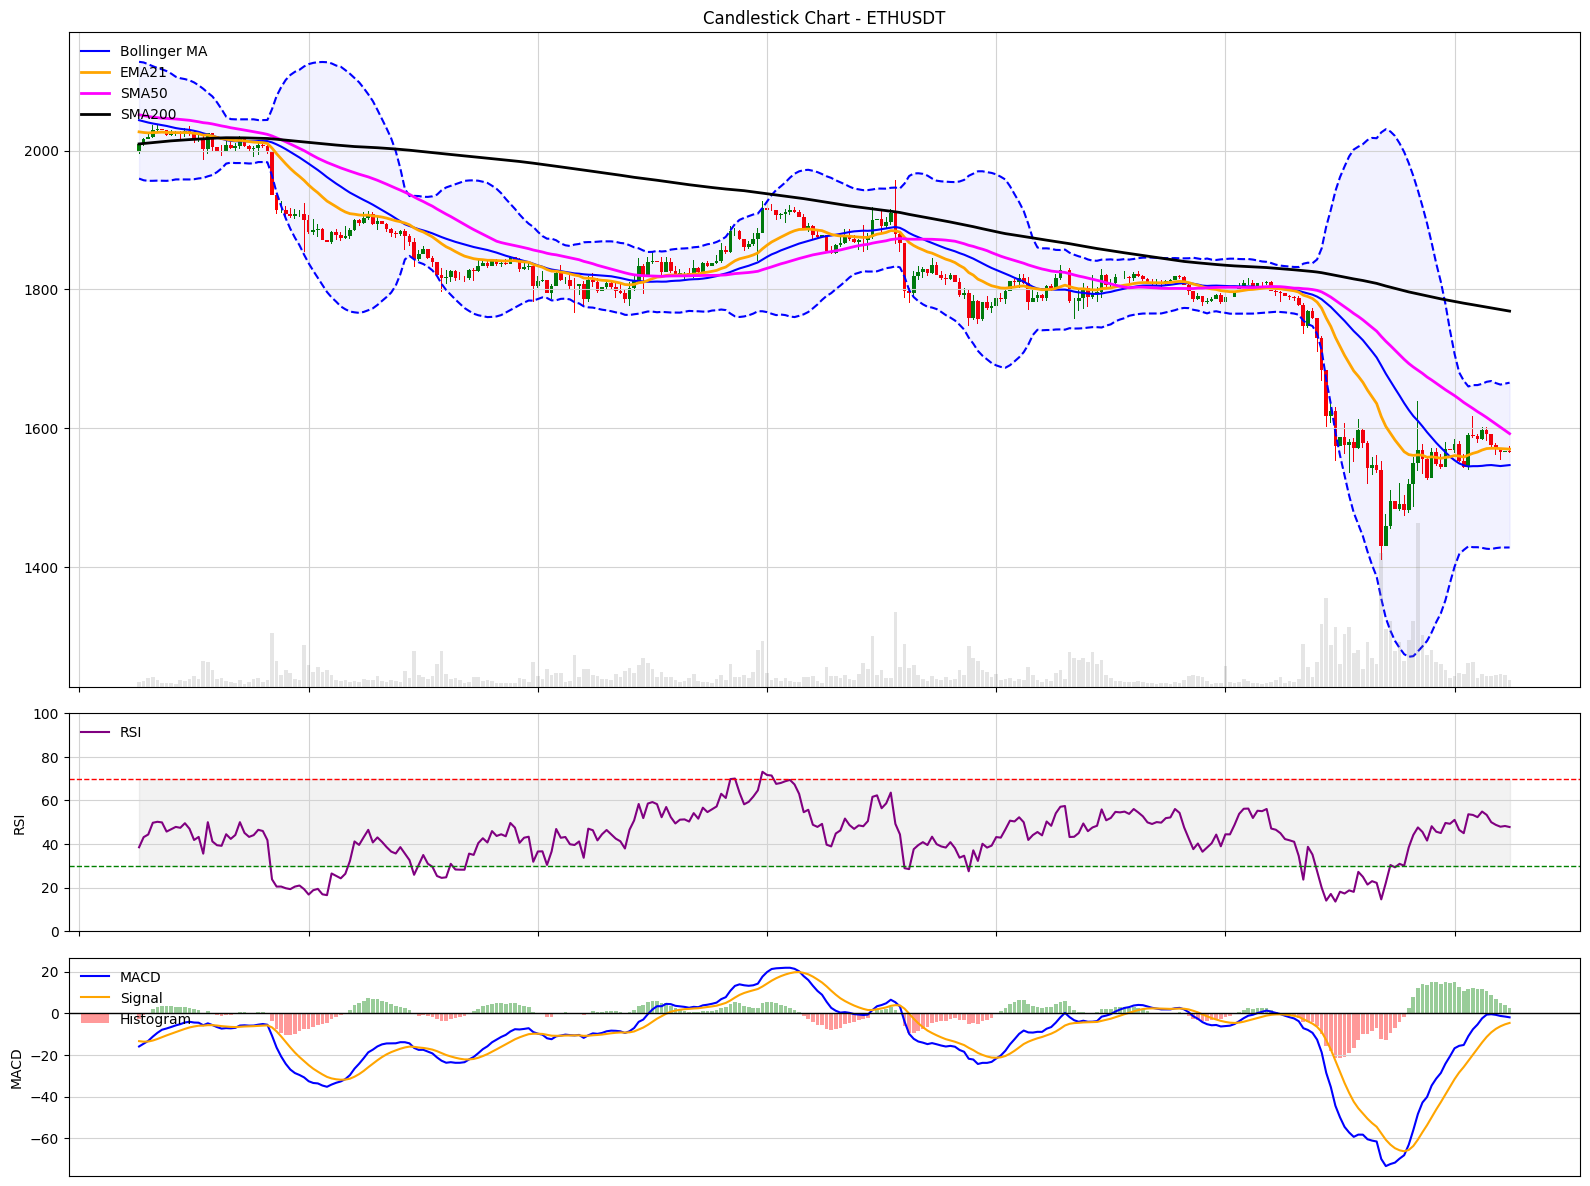 Candlestick Chart - ETHUSDT
Bollinger MA
EMA21
SMA50
SMA200
2000
1800
1600
1400
RSI
100
80
60
40
20
0
RSI
MACD
Signal
Histogram
20
0
−20
−40
−60
MACD